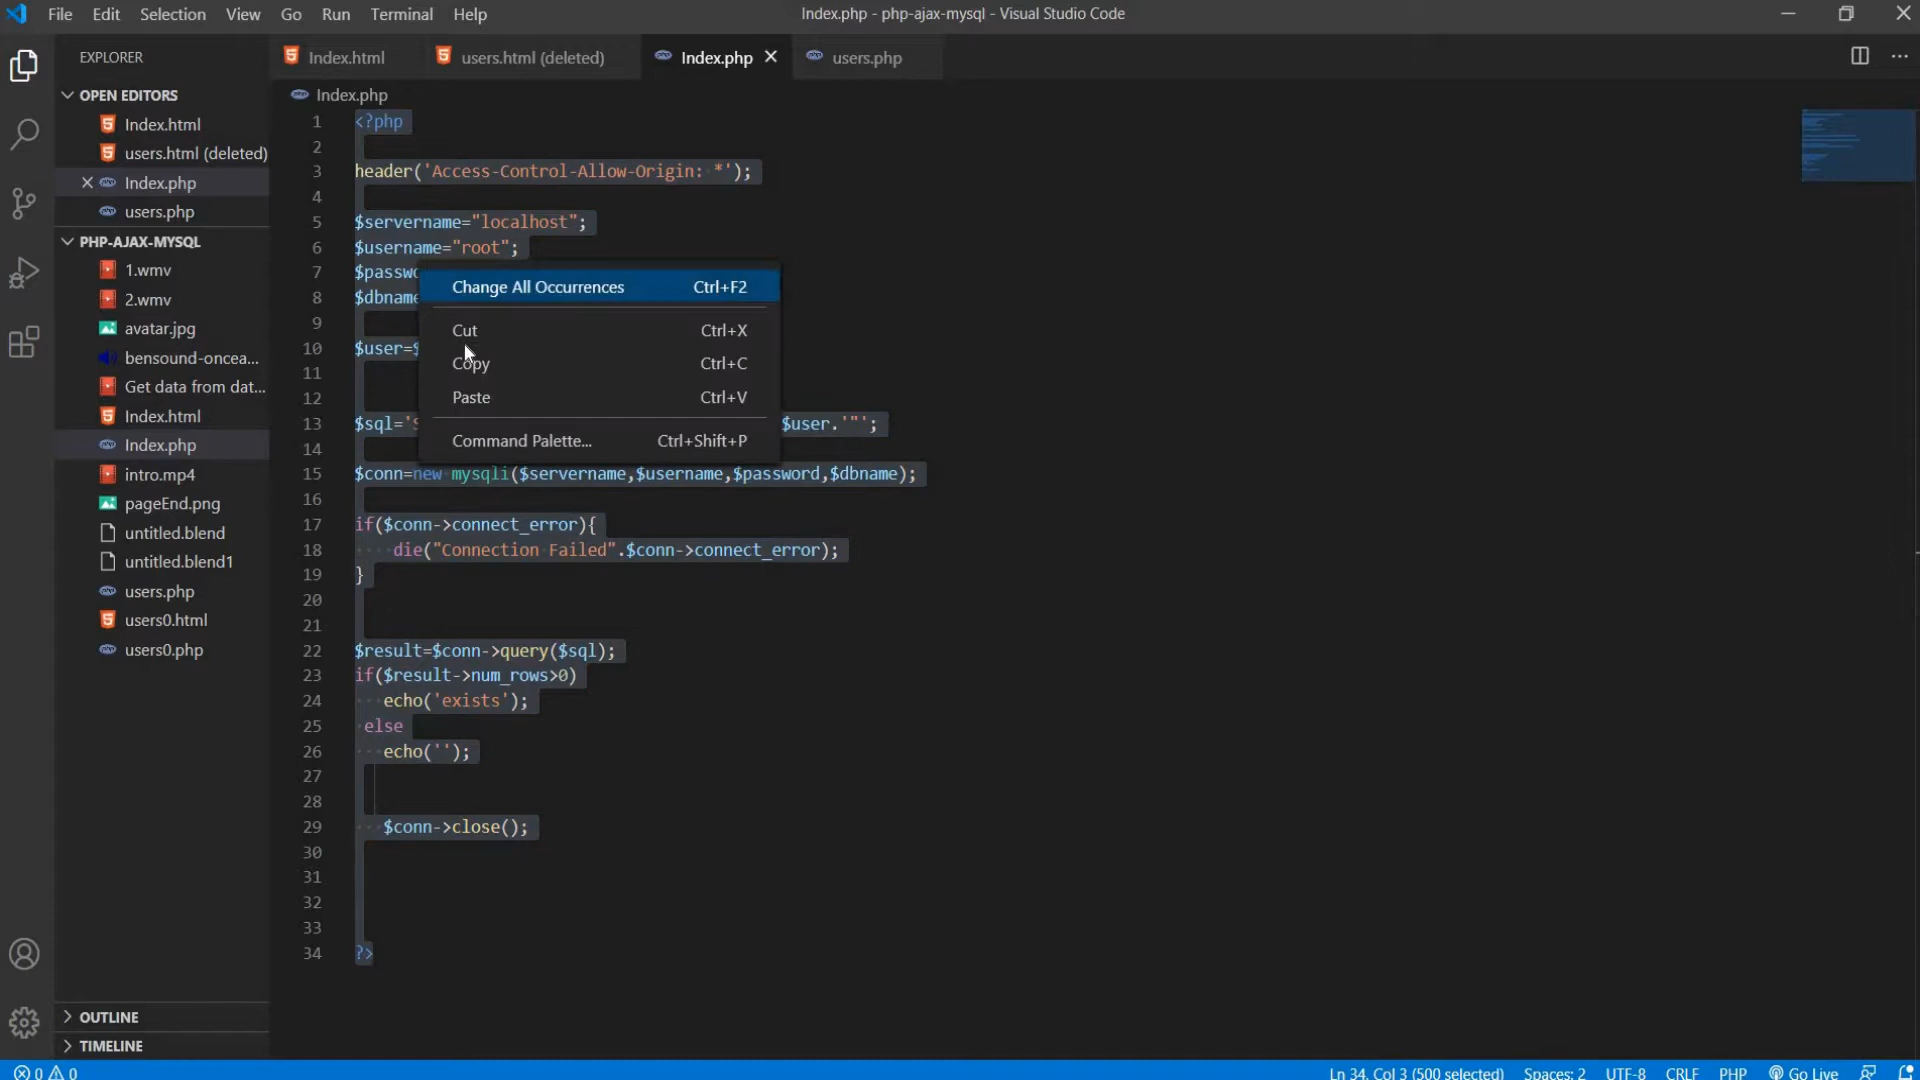 File Edit Selection View Go Run Terminal Help
Index.php - php-ajax-mysql - Visual Studio Code
EXPLORER
Index.html
users.html (deleted)
Index.php
users.php
OPEN EDITORS
Index.html
users.html (deleted)
Index.php
users.php
PHP-AJAX-MYSQL
1.wmv
2.wmv
avatar.jpg
bensound-oncea...
Get data from dat...
Index.html
Index.php
intro.mp4
pageEnd.png
untitled.blend
untitled.blend1
users.php
users0.html
users0.php
OUTLINE
TIMELINE
Index.php
1 <?php
2
3 header('Access-Control-Allow-Origin: *');
4
5 $servername="localhost";
6 $username="root";
7 $passwo
8 $dbname
9
10 $user=$
11
12
13 $sql='S $user.'"';
14
15 $conn=new mysqli($servername,$username,$password,$dbname);
16
17 if($conn->connect_error){
18 die("Connection Failed".$conn->connect_error);
19 }
20
21
22 $result=$conn->query($sql);
23 if($result->num_rows>0)
24 echo('exists');
25 else
26 echo('');
27
28
29 $conn->close();
30
31
32
33
34 ?>
Change All Occurrences Ctrl+F2
Cut Ctrl+X
Copy Ctrl+C
Paste Ctrl+V
Command Palette... Ctrl+Shift+P
0 0
Ln 34, Col 3 (500 selected) Spaces: 2 UTF-8 CRLF PHP Go Live